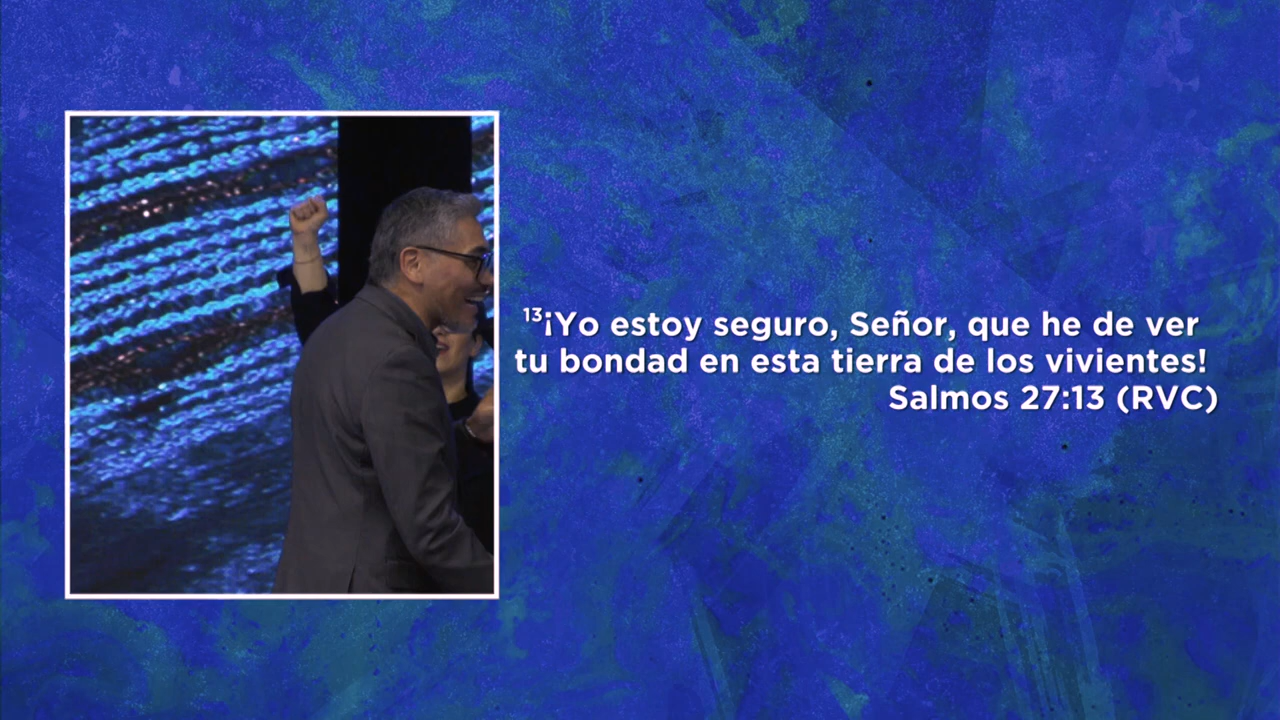 ¹³¡Yo estoy seguro, Señor, que he de ver
tu bondad en esta tierra de los vivientes!
Salmos 27:13 (RVC)